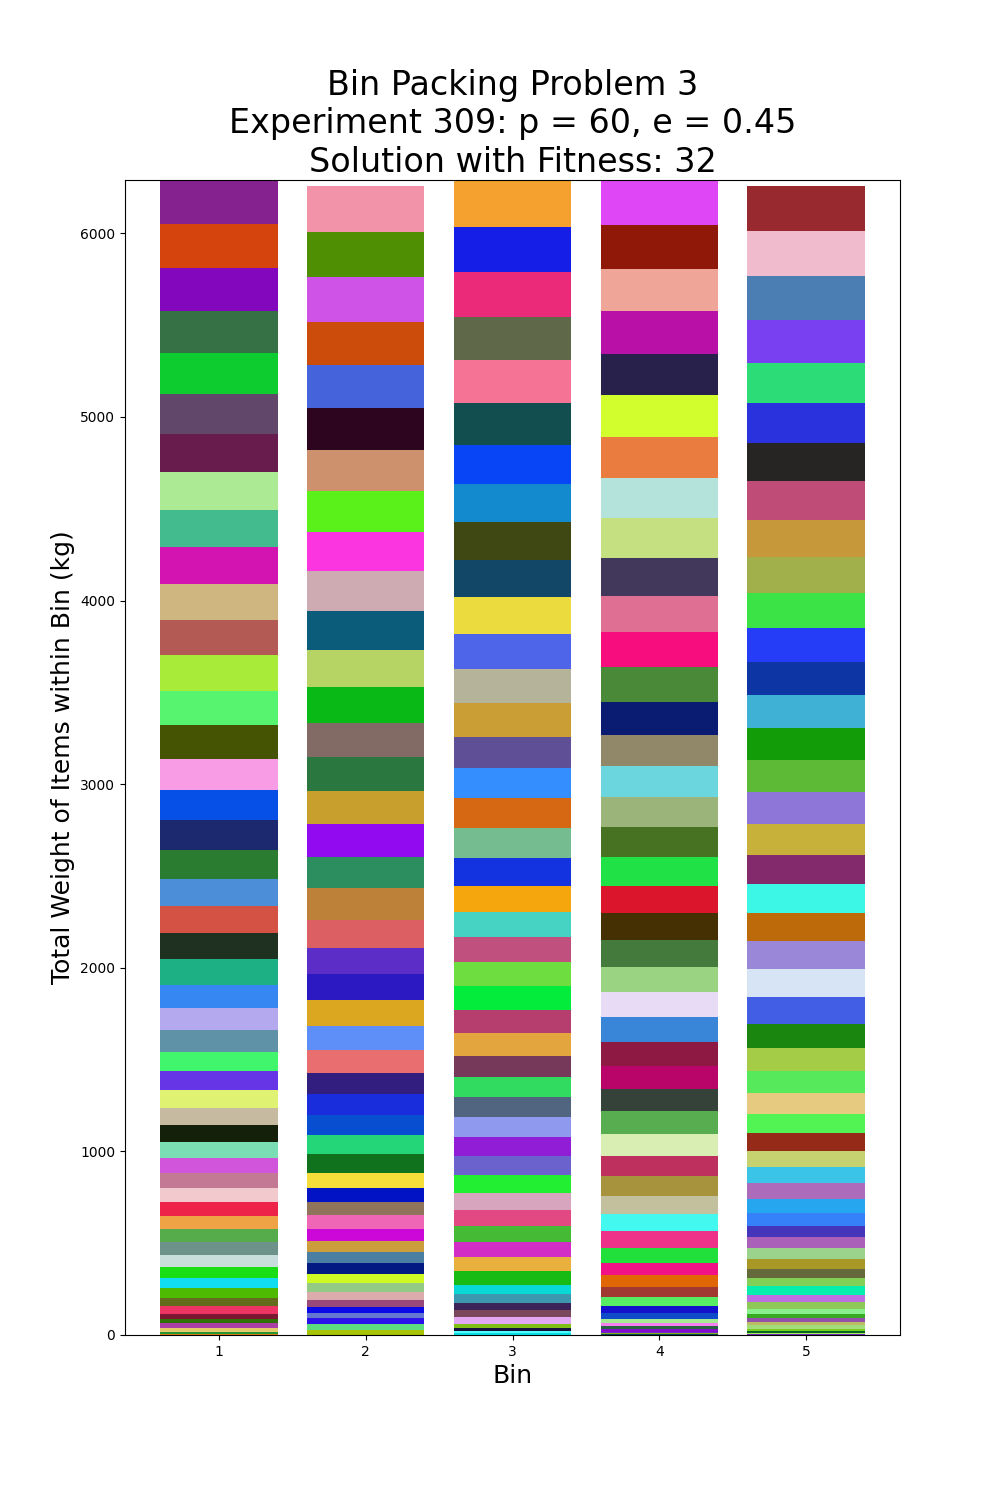 Bin Packing Problem 3
Experiment 309: p = 60, e = 0.45
Solution with Fitness: 32
Total Weight of Items within Bin (kg)
6000
5000
4000
3000
2000
1000
0
1 2 3 4 5
Bin